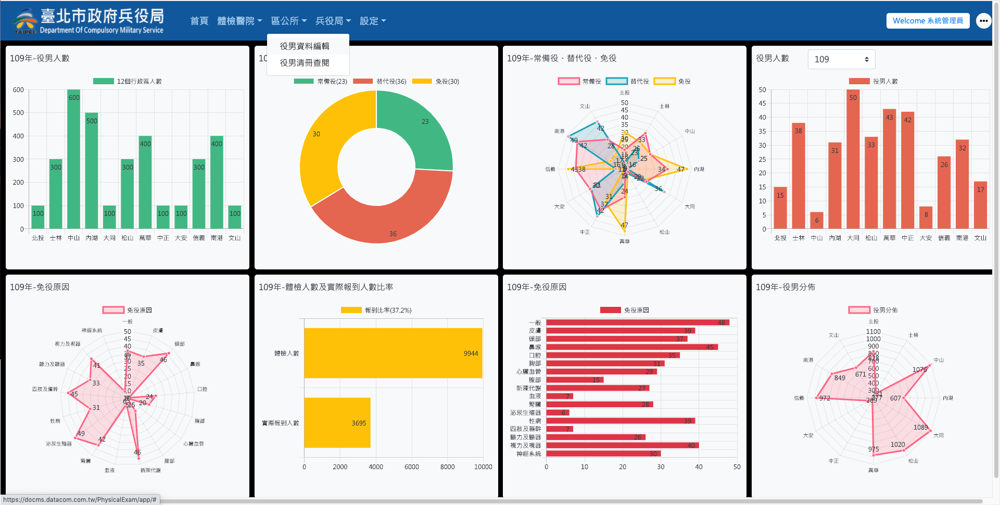 臺北市政府兵役局
Department Of Compulsory Military Service
TAIPEI
首頁 體檢醫院 區公所 兵役局 設定
Welcome 系統管理員
役男資料編輯
役男清冊查閱
109年-役男人數
12個行政區人數
600
500
400
300
200
100
0
100 300 600 500 100 300 400 100 100 300 400 100
北投 士林 中山 內湖 大同 松山 萬華 中正 大安 信義 南港 文山
10
常備役(23) 替代役(36) 免役(30)
23
30
36
109年-常備役、替代役、免役
常備役 替代役 免役
北投
士林
中山
內湖
大同
松山
萬華
中正
大安
信義
南港
文山
50
45
40
35
42
49
42
28
33
25
34
47
36
24
31
37
42
47
4338
16
16
23
役男人數
109
役男人數
50
45
40
35
30
25
20
15
10
5
0
15 38 6 31 50 33 43 42 8 26 32 17
北投 士林 中山 內湖 大同 松山 萬華 中正 大安 信義 南港 文山
109年-免役原因
免役原因
一般
皮膚
頭部
鼻喉
口腔
胸部
心臟血管
腹部
新陳代謝
血液
腎臟
泌尿生殖器
性病
四肢及軀幹
聽力及聽器
視力及視器
神經系統
50
45
40
25
20
15
35
46
24
20
46
42
49
31
45
33
41
109年-體檢人數及實際報到人數比率
報到比率(37.2%)
體檢人數 9944
實際報到人數 3695
0 2000 4000 6000 8000 10000
109年-免役原因
免役原因
一般 48
皮膚 39
頭部 37
鼻喉 45
口腔 35
胸部 31
心臟血管 29
腹部 15
新陳代謝 27
血液 7
腎臟 28
泌尿生殖器 6
性病 39
四肢及軀幹 7
聽力及聽器 26
視力及視器 40
神經系統 30
0 10 20 30 40 50
109年-役男分佈
役男分佈
北投
士林
中山
內湖
大同
松山
萬華
中正
大安
信義
南港
文山
1100
1000
900
828
700
600
500
400
300
231
277
269
1076
607
1089
1020
975
972
849
671
https://docms.datacom.com.tw/PhysicalExam/app/#